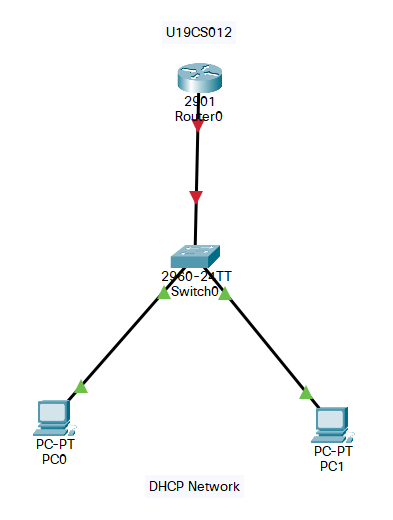 U19CS012
2901
Router0
2960-24TT
Switch0
PC-PT
PC0
PC-PT
PC1
DHCP Network